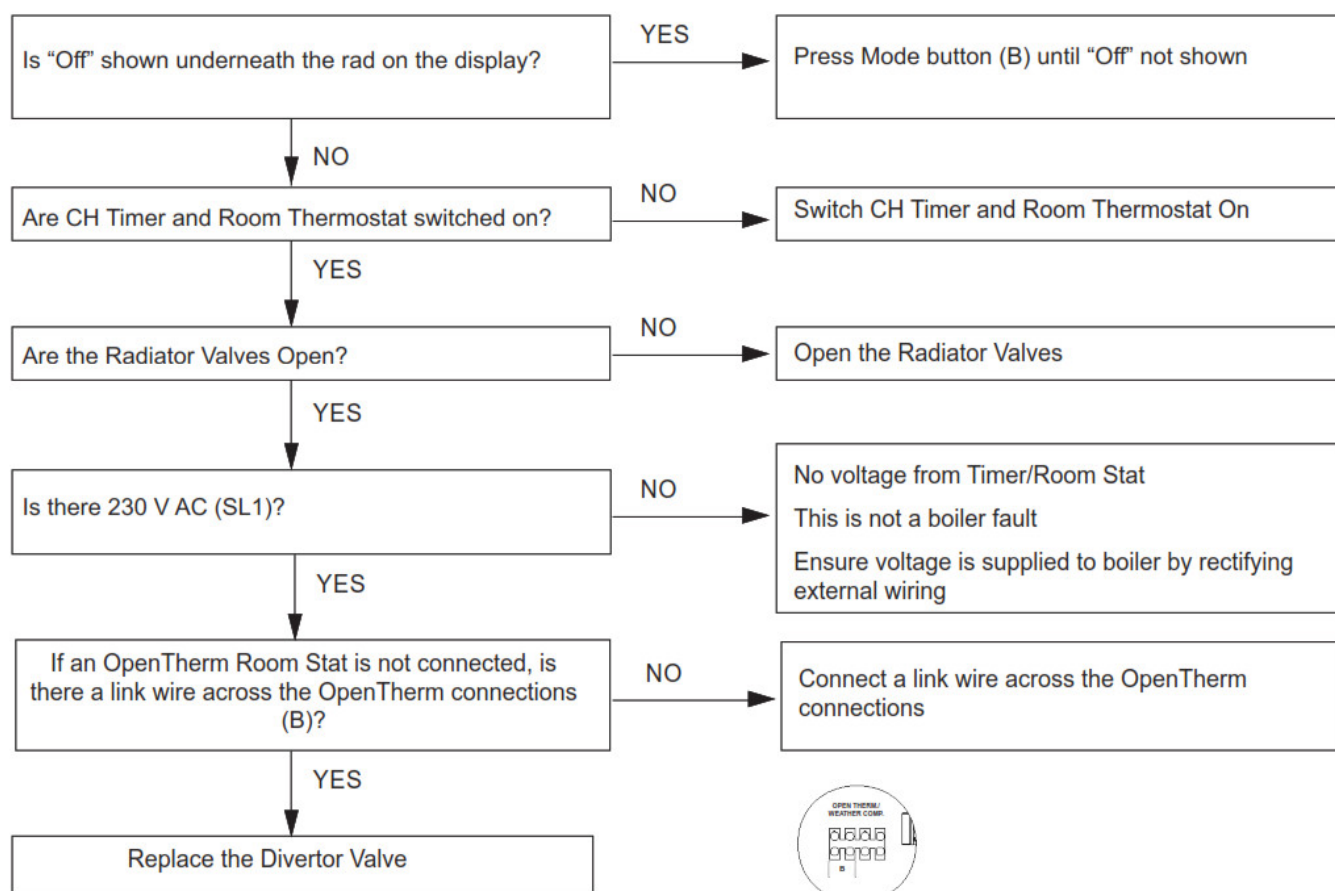 Is “Off” shown underneath the rad on the display?
YES
Press Mode button (B) until “Off” not shown
NO
Are CH Timer and Room Thermostat switched on?
NO
Switch CH Timer and Room Thermostat On
YES
Are the Radiator Valves Open?
NO
Open the Radiator Valves
YES
Is there 230 V AC (SL1)?
NO
No voltage from Timer/Room Stat
This is not a boiler fault
Ensure voltage is supplied to boiler by rectifying
external wiring
YES
If an OpenTherm Room Stat is not connected, is
there a link wire across the OpenTherm connections
(B)?
NO
Connect a link wire across the OpenTherm
connections
YES
Replace the Divertor Valve
OPEN THERM./
WEATHER COMP.
B